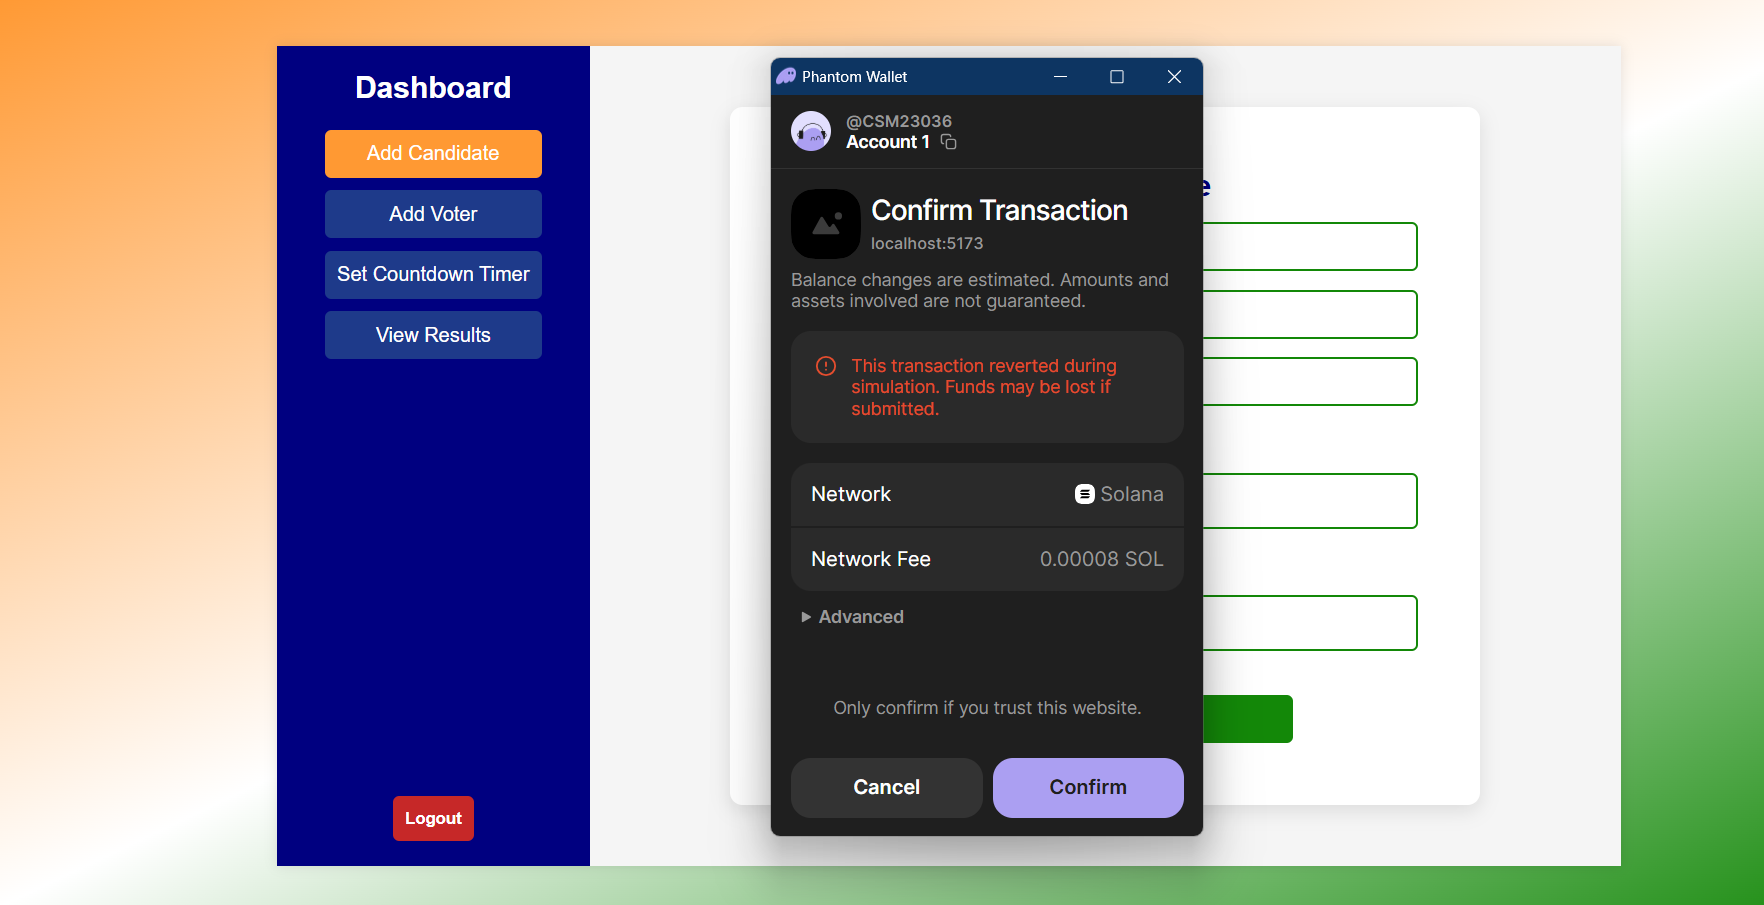 Dashboard
Add Candidate
Add Voter
Set Countdown Timer
View Results
Logout
Phantom Wallet
@CSM23036
Account 1
Confirm Transaction
localhost:5173
Balance changes are estimated. Amounts and
assets involved are not guaranteed.
This transaction reverted during
simulation. Funds may be lost if
submitted.
Network
Solana
Network Fee
0.00008 SOL
Advanced
Only confirm if you trust this website.
Cancel
Confirm